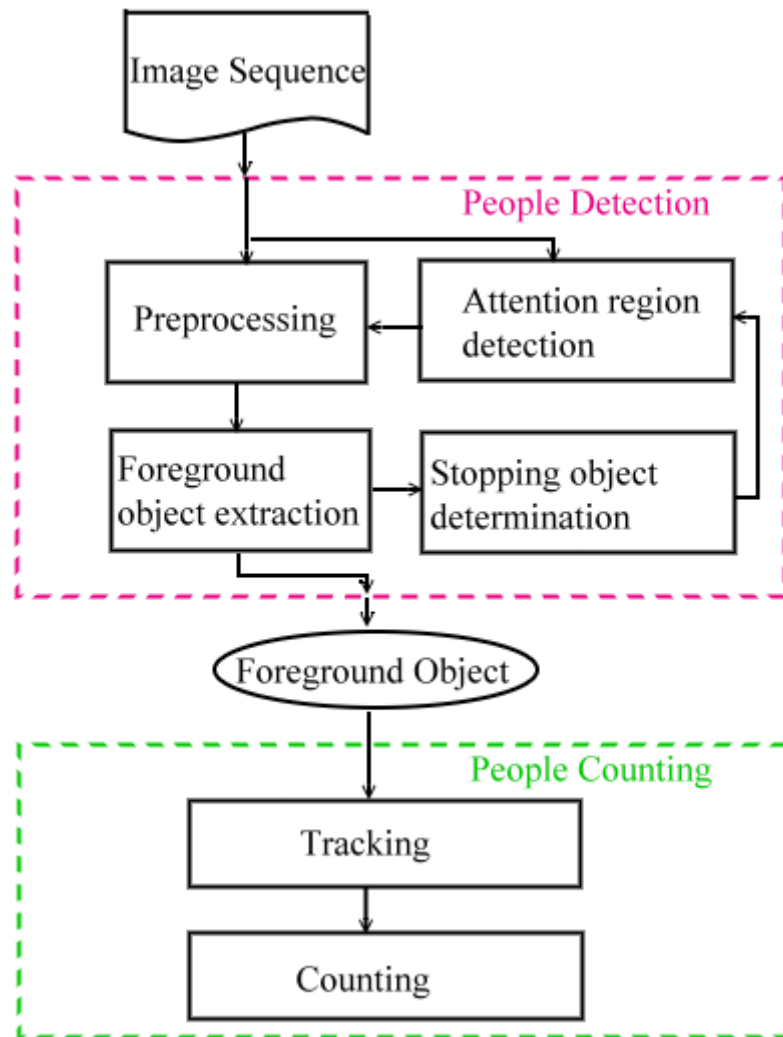 Image Sequence
People Detection
Preprocessing
Attention region
detection
Foreground
object extraction
Stopping object
determination
Foreground Object
People Counting
Tracking
Counting